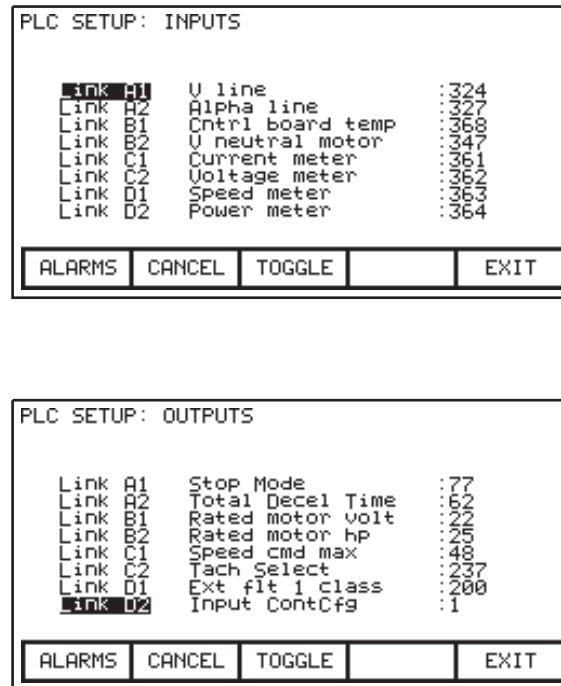 PLC SETUP: INPUTS
Link A1 V line :324
Link A2 Alpha line :327
Link B1 Cntrl board temp :368
Link B2 V neutral motor :347
Link C1 Current meter :361
Link C2 Voltage meter :362
Link D1 Speed meter :363
Link D2 Power meter :364
ALARMS CANCEL TOGGLE EXIT
PLC SETUP: OUTPUTS
Link A1 Stop Mode :77
Link A2 Total Decel Time :62
Link B1 Rated motor volt :22
Link B2 Rated motor hp :25
Link C1 Speed cmd max :48
Link C2 Tach Select :237
Link D1 Ext flt 1 class :200
Link D2 Input ContCfg :1
ALARMS CANCEL TOGGLE EXIT